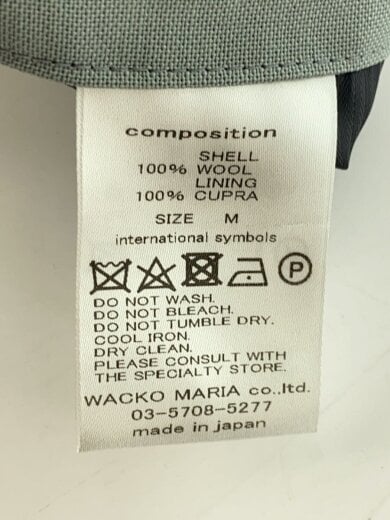 composition
SHELL
100% WOOL
LINING
100% CUPRA
SIZE M
international symbols
P
DO NOT WASH.
DO NOT BLEACH.
DO NOT TUMBLE DRY.
COOL IRON.
DRY CLEAN.
PLEASE CONSULT WITH
THE SPECIALTY STORE.
WACKO MARIA co.,ltd.
03-5708-5277
made in japan